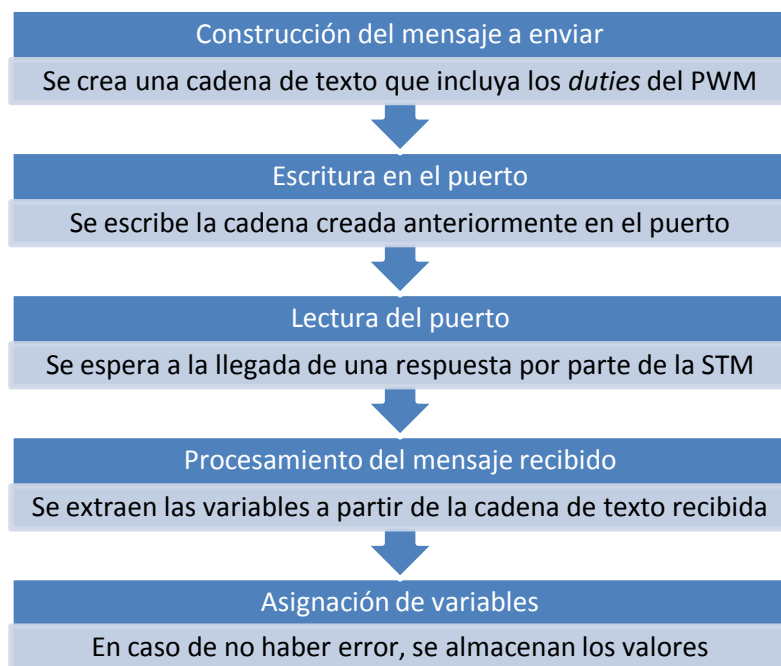 Construcción del mensaje a enviar
Se crea una cadena de texto que incluya los duties del PWM
Escritura en el puerto
Se escribe la cadena creada anteriormente en el puerto
Lectura del puerto
Se espera a la llegada de una respuesta por parte de la STM
Procesamiento del mensaje recibido
Se extraen las variables a partir de la cadena de texto recibida
Asignación de variables
En caso de no haber error, se almacenan los valores